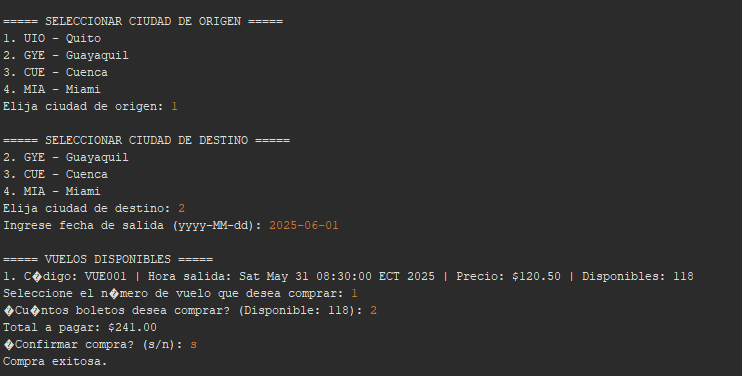 ===== SELECCIONAR CIUDAD DE ORIGEN =====
1. UIO - Quito
2. GYE - Guayaquil
3. CUE - Cuenca
4. MIA - Miami
Elija ciudad de origen: 1
===== SELECCIONAR CIUDAD DE DESTINO =====
2. GYE - Guayaquil
3. CUE - Cuenca
4. MIA - Miami
Elija ciudad de destino: 2
Ingrese fecha de salida (yyyy-MM-dd): 2025-06-01
===== VUELOS DISPONIBLES =====
1. C�digo: VUE001 | Hora salida: Sat May 31 08:30:00 ECT 2025 | Precio: $120.50 | Disponibles: 118
Seleccione el n�mero de vuelo que desea comprar: 1
�Cu�ntos boletos desea comprar? (Disponible: 118): 2
Total a pagar: $241.00
�Confirmar compra? (s/n): s
Compra exitosa.